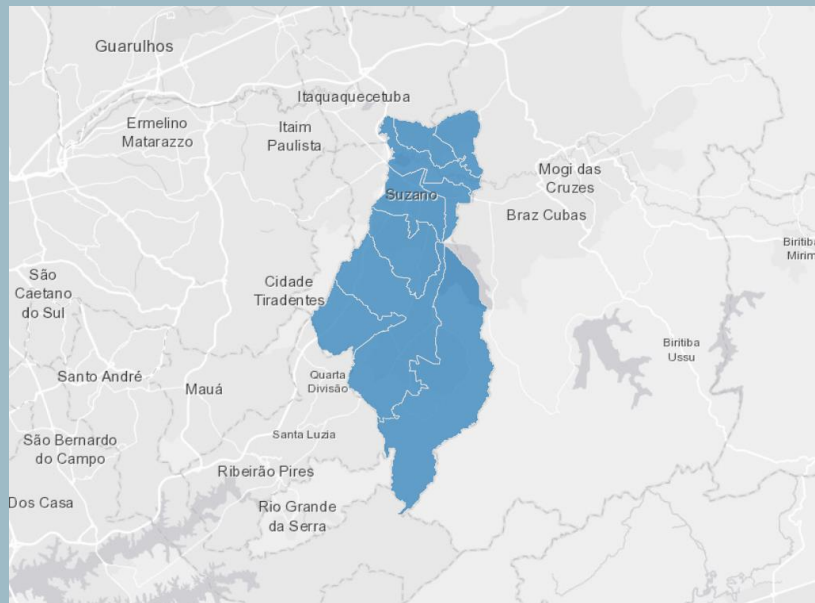 Guarulhos
Itaquaquecetuba
Ermelino
Matarazzo
Itaim
Paulista
Mogi das
Cruzes
Suzano
Braz Cubas
Biritiba
Mirim
São
Caetano
do Sul
Cidade
Tiradentes
Biritiba
Ussu
Santo André
Mauá
Quarta
Divisão
São Bernardo
do Campo
Santa Luzia
Ribeirão Pires
Dos Casa
Rio Grande
da Serra